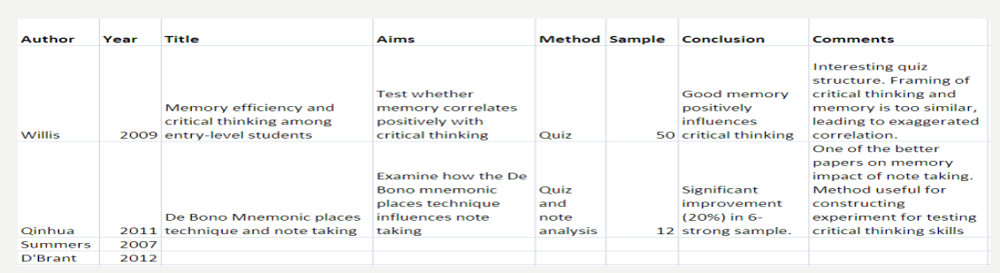 Author Year Title Aims Method Sample Conclusion Comments
Interesting quiz
structure. Framing of
Test whether Good memory critical thinking and
Memory efficiency and memory correlates positively memory is too similar,
critical thinking among positively with influences leading to exaggerated
Willis 2009 entry-level students critical thinking Quiz 50 critical thinking correlation.
One of the better
papers on memory
Examine how the De impact of note taking.
Bono mnemonic Quiz Significant Method useful for
places technique and improvement constructing
De Bono Mnemonic places influences note note (20%) in 6- experiment for testing
Qinhua 2011 technique and note taking taking analysis 12 strong sample. critical thinking skills
Summers 2007
D'Brant 2012